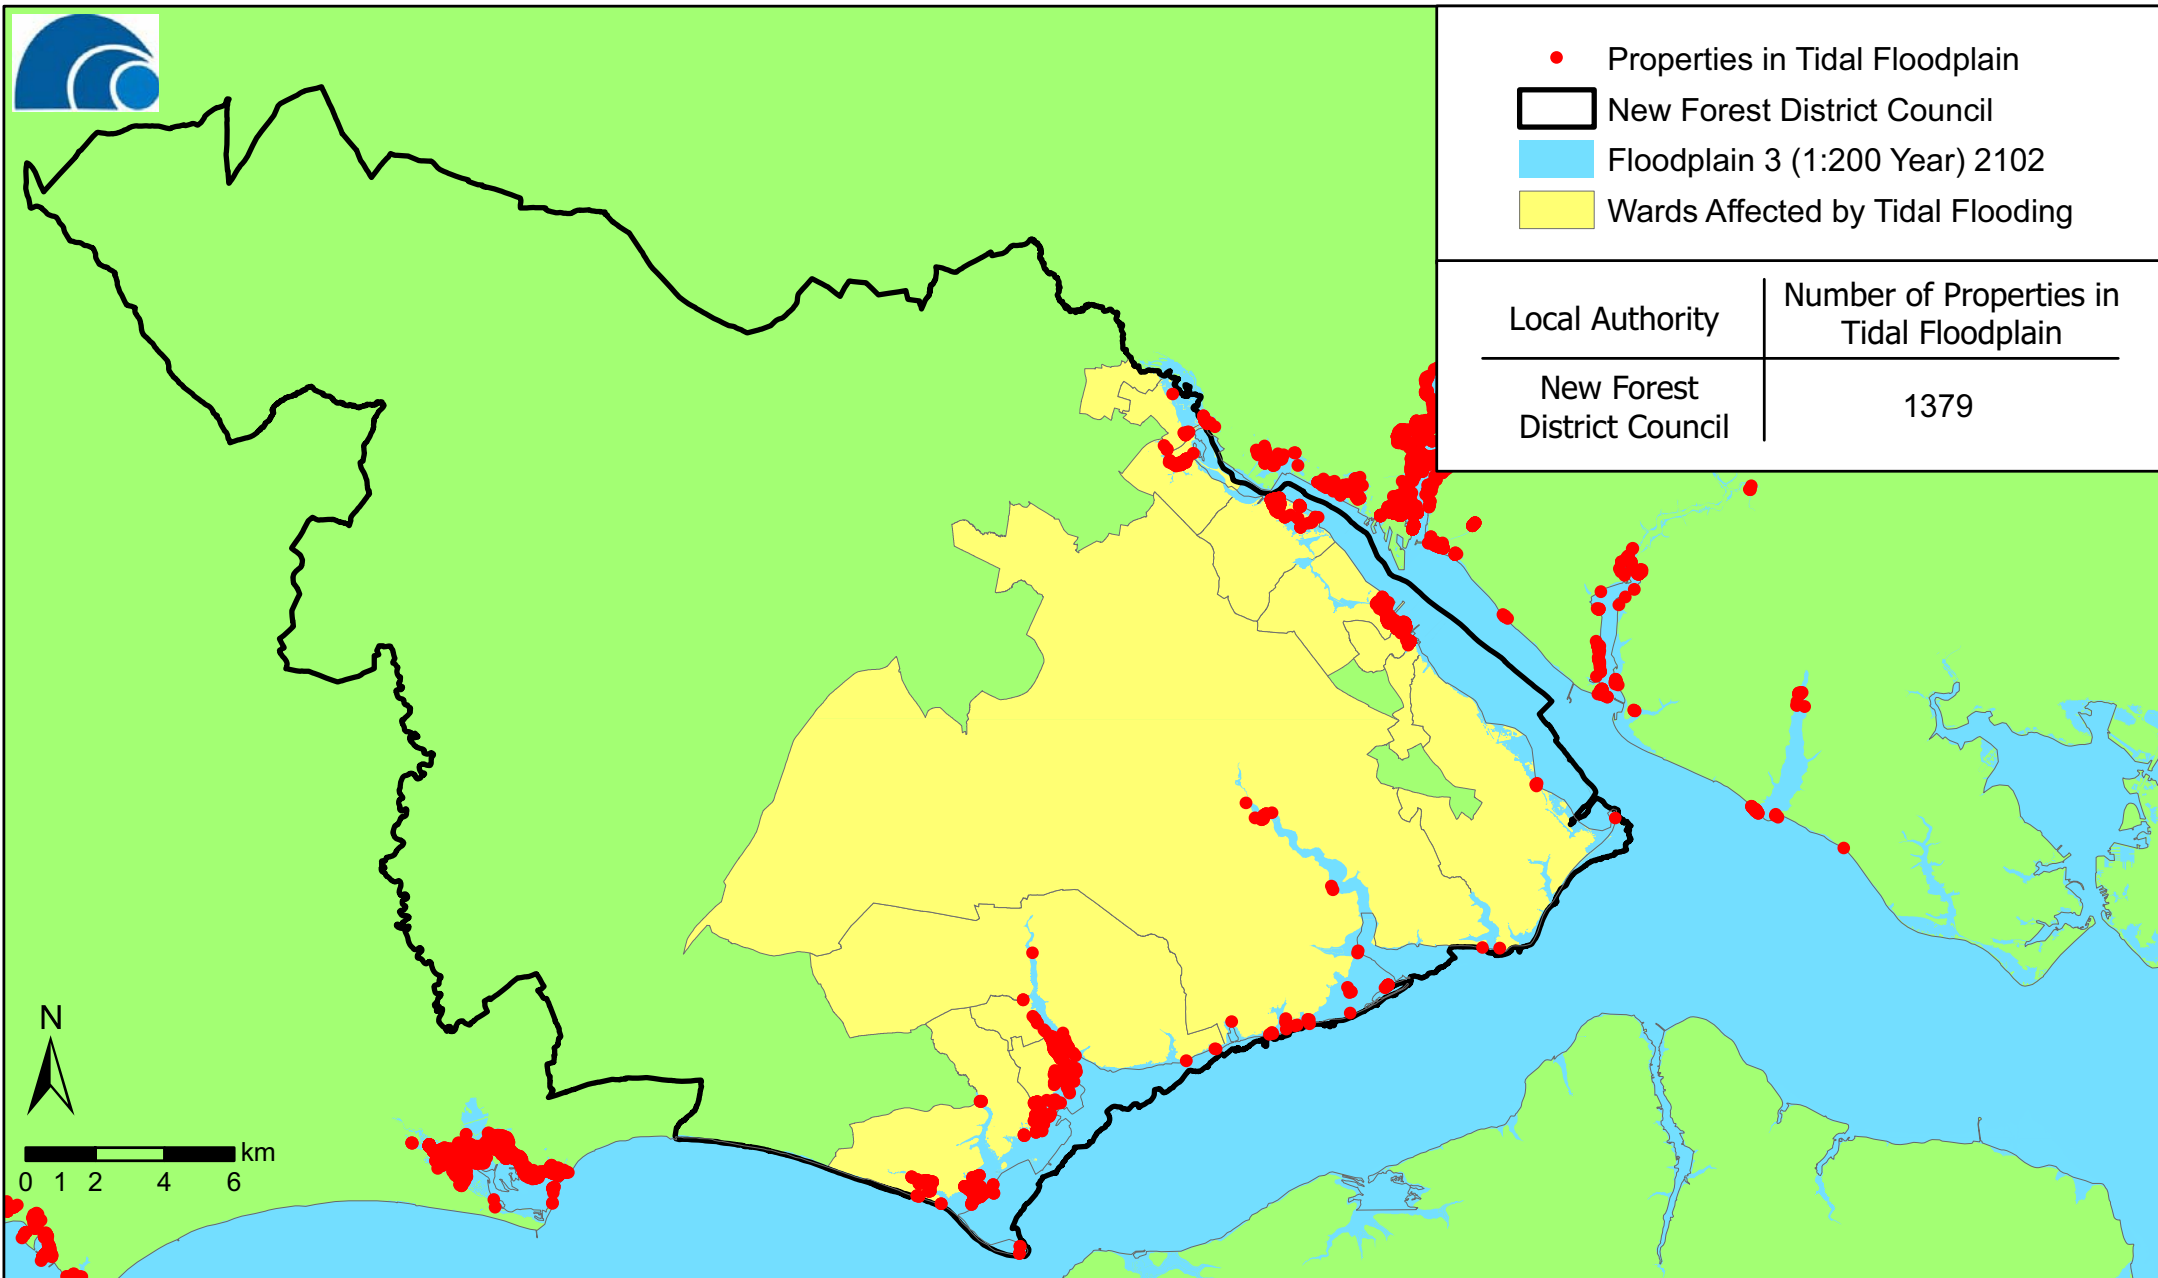 Properties in Tidal Floodplain
New Forest District Council
Floodplain 3 (1:200 Year) 2102
Wards Affected by Tidal Flooding
Local Authority
Number of Properties in
Tidal Floodplain
New Forest
District Council
1379
N
km
0 1 2 4 6